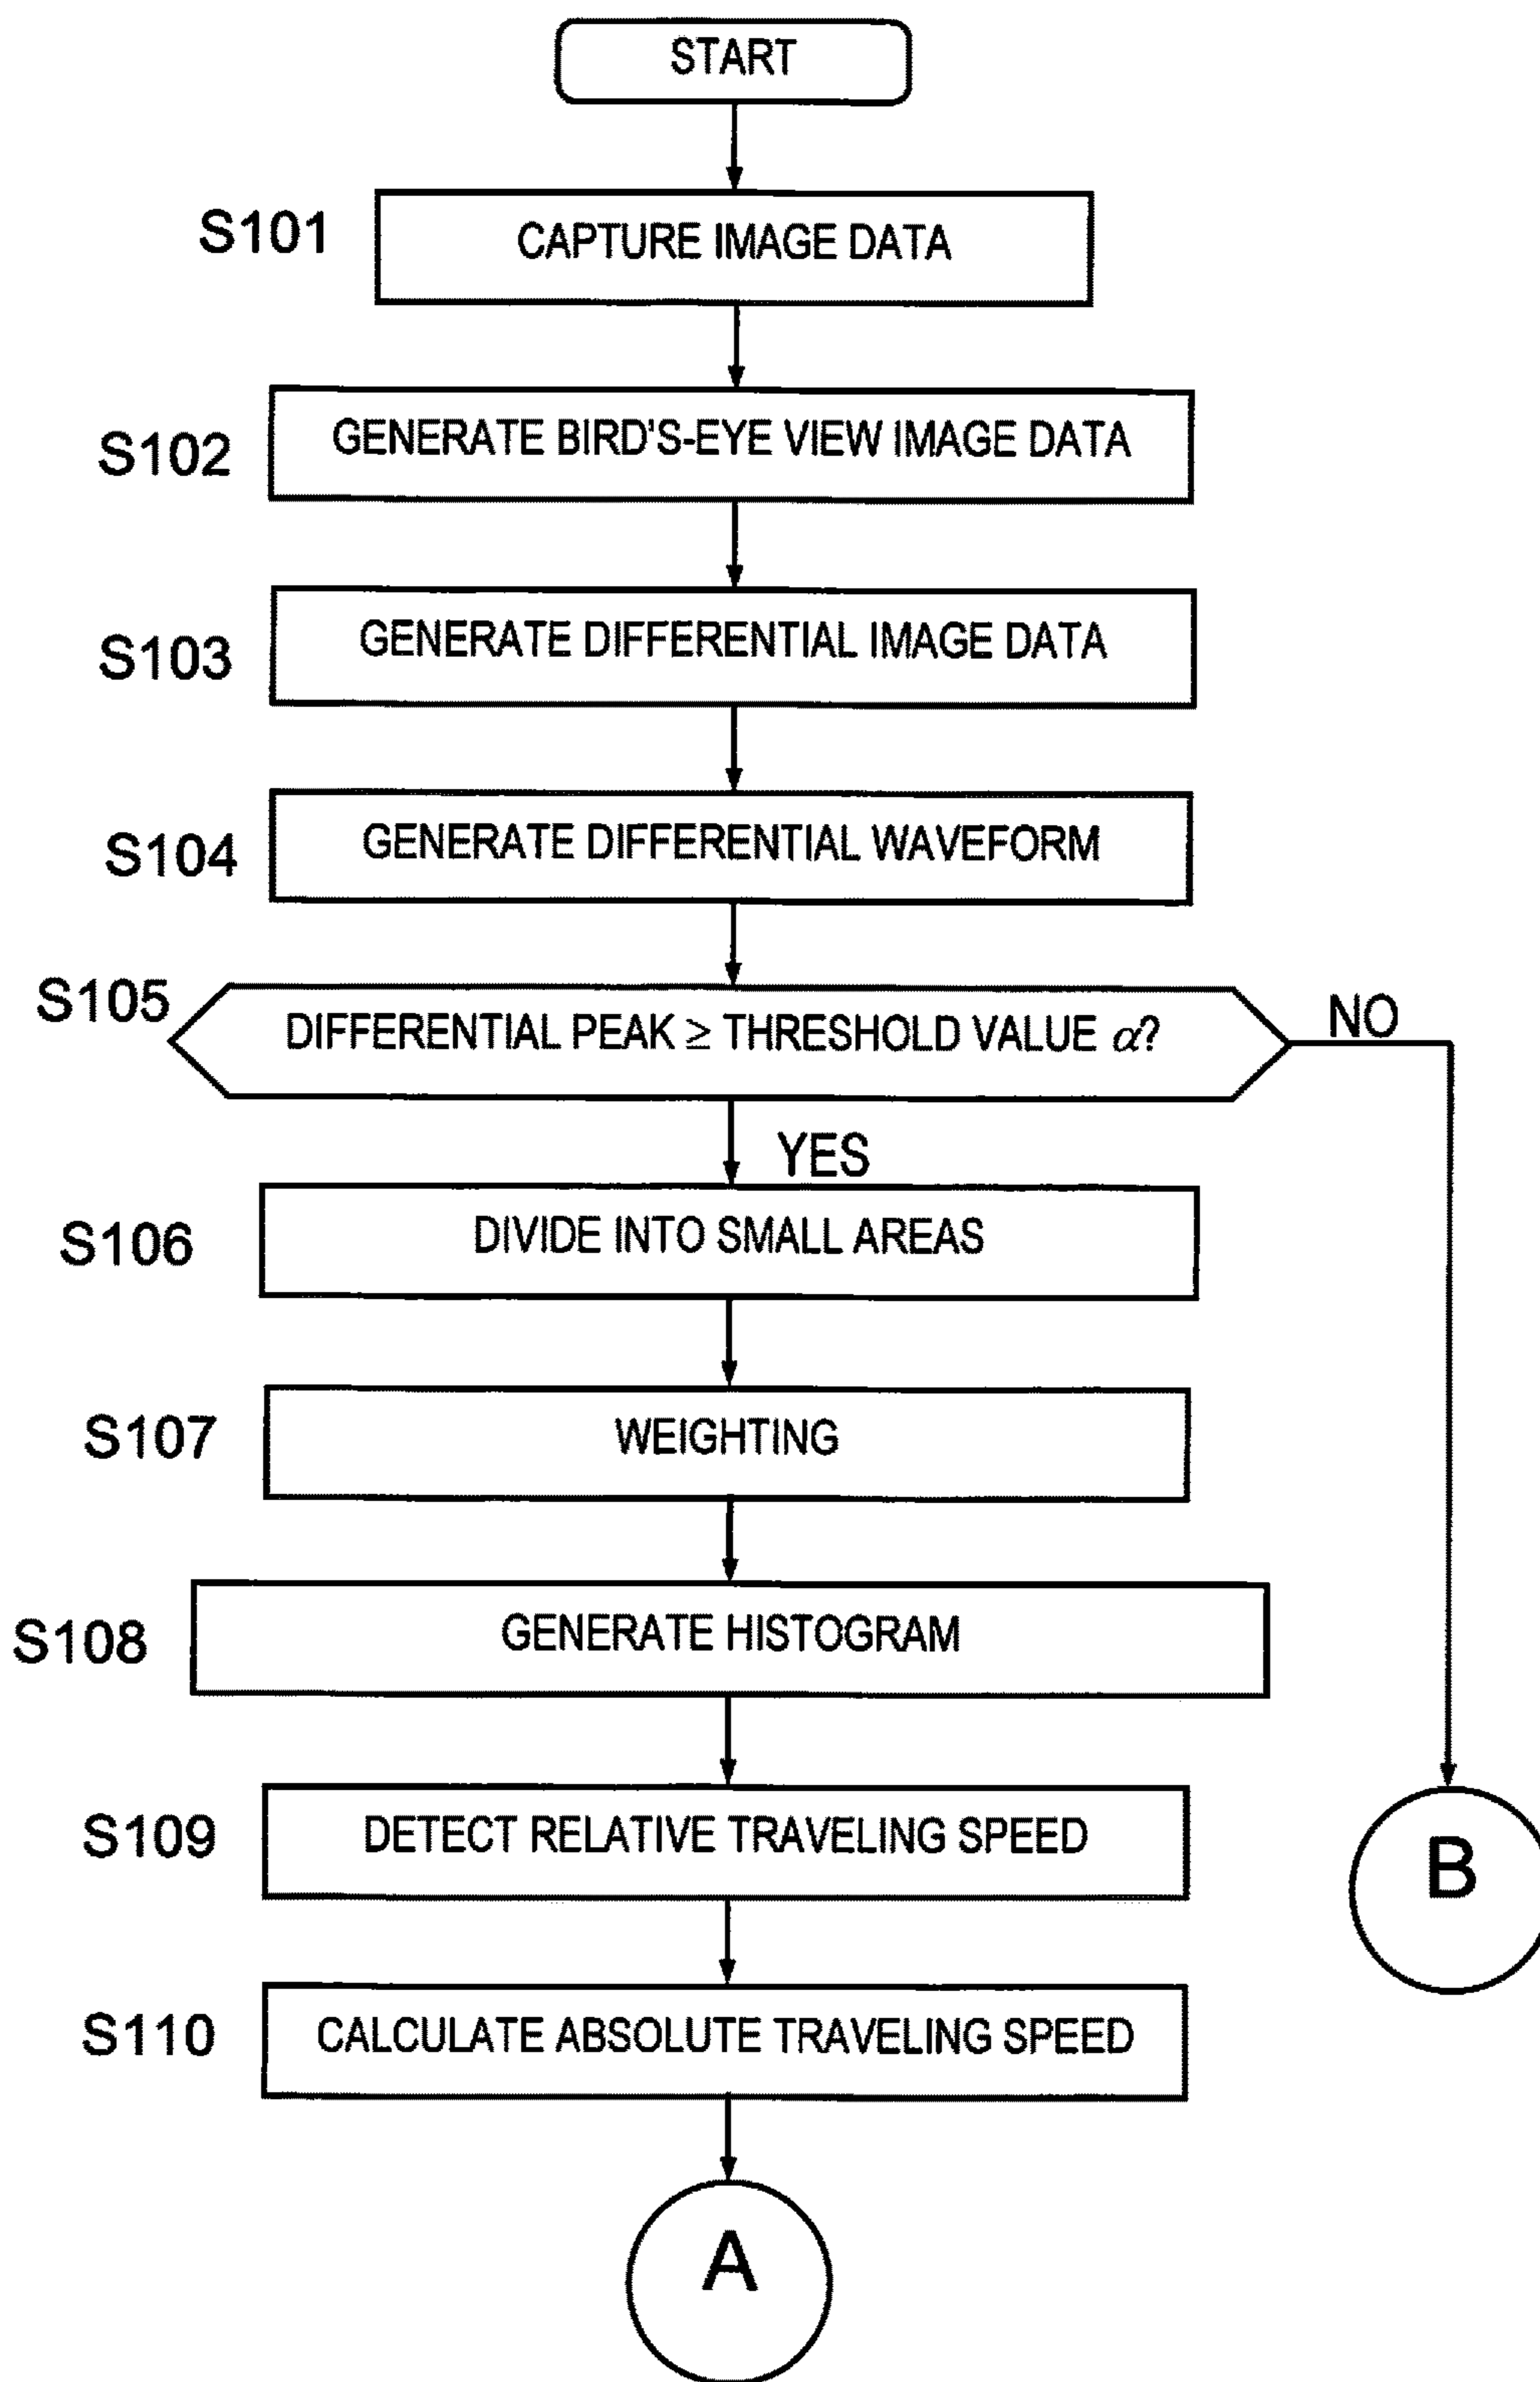 START
S101
CAPTURE IMAGE DATA
S102
GENERATE BIRD'S-EYE VIEW IMAGE DATA
S103
GENERATE DIFFERENTIAL IMAGE DATA
S104
GENERATE DIFFERENTIAL WAVEFORM
S105
DIFFERENTIAL PEAK ≥ THRESHOLD VALUE α?
NO
YES
S106
DIVIDE INTO SMALL AREAS
S107
WEIGHTING
S108
GENERATE HISTOGRAM
S109
DETECT RELATIVE TRAVELING SPEED
B
S110
CALCULATE ABSOLUTE TRAVELING SPEED
A